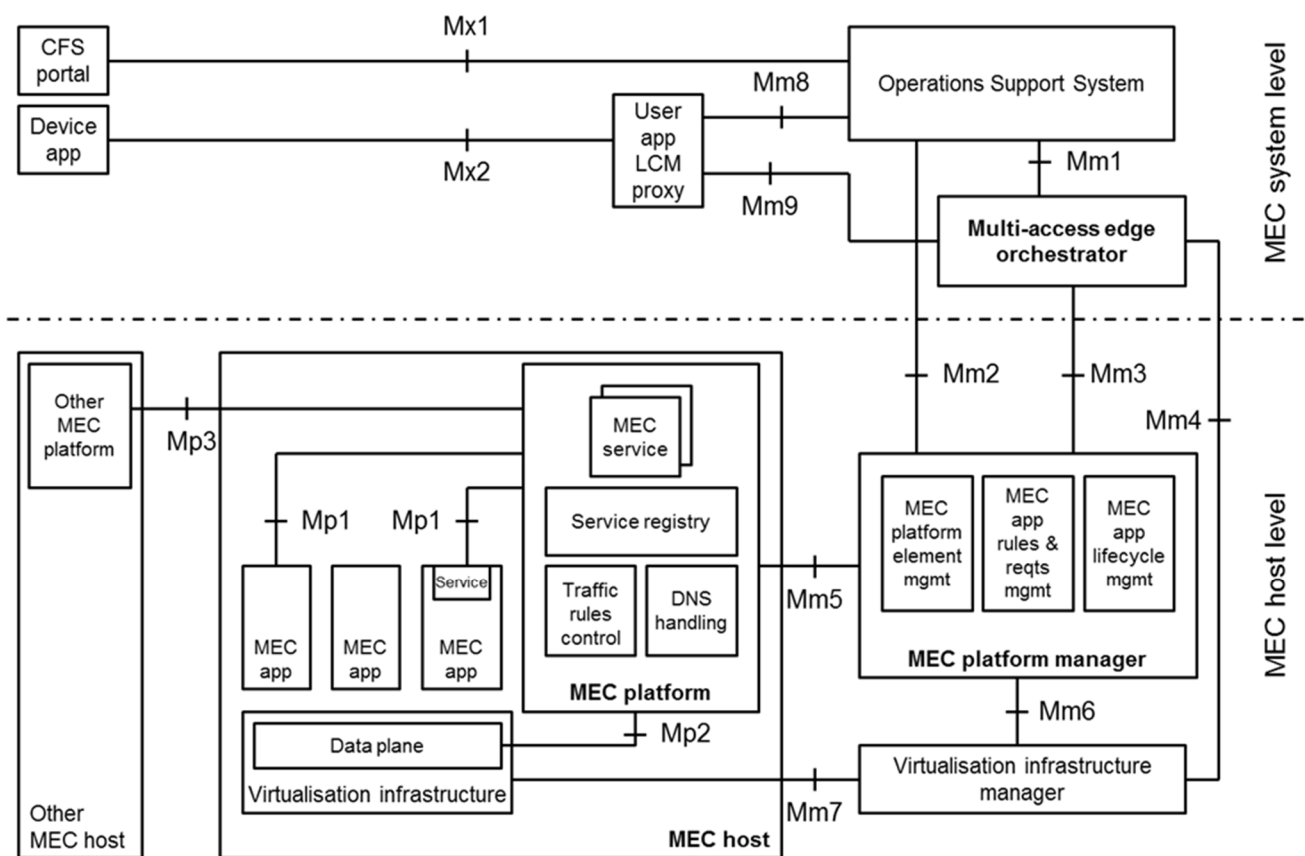 CFS
portal
Mx1
Operations Support System
Device
app
Mx2
User
app
LCM
proxy
Mm8
Mm9
Mm1
Multi-access edge
orchestrator
MEC system level
Other
MEC
platform
Mp3
MEC
service
Mm2
Mm3
Mm4
Mp1
Mp1
Service registry
Service
Traffic
rules
control
DNS
handling
Mm5
MEC
platform
element
mgmt
MEC
app
rules &
reqts
mgmt
MEC
app
lifecycle
mgmt
MEC host level
MEC
app
MEC
app
MEC
app
MEC platform
MEC platform manager
Mp2
Mm6
Data plane
Virtualisation infrastructure
Mm7
Virtualisation infrastructure
manager
Other
MEC host
MEC host